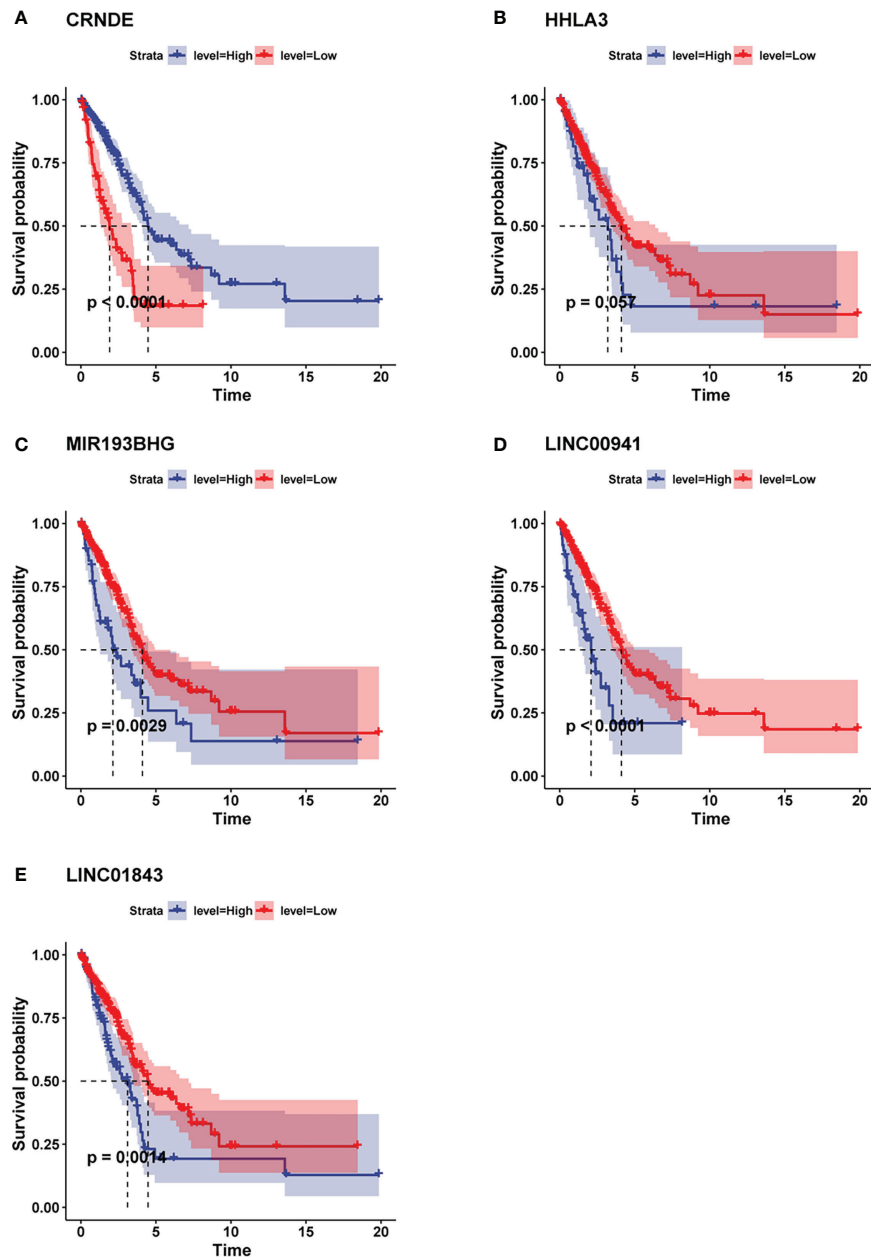 A CRNDE
Strata level=High level=Low
1.00
0.75
0.50
0.25
0.00
Survival probability
p < 0.0001
0 5 10 15 20
Time
B HHLA3
Strata level=High level=Low
1.00
0.75
0.50
0.25
0.00
Survival probability
p = 0.057
0 5 10 15 20
Time
C MIR193BHG
Strata level=High level=Low
1.00
0.75
0.50
0.25
0.00
Survival probability
p = 0.0029
0 5 10 15 20
Time
D LINC00941
Strata level=High level=Low
1.00
0.75
0.50
0.25
0.00
Survival probability
p < 0.0001
0 5 10 15 20
Time
E LINC01843
Strata level=High level=Low
1.00
0.75
0.50
0.25
0.00
Survival probability
p = 0.0014
0 5 10 15 20
Time